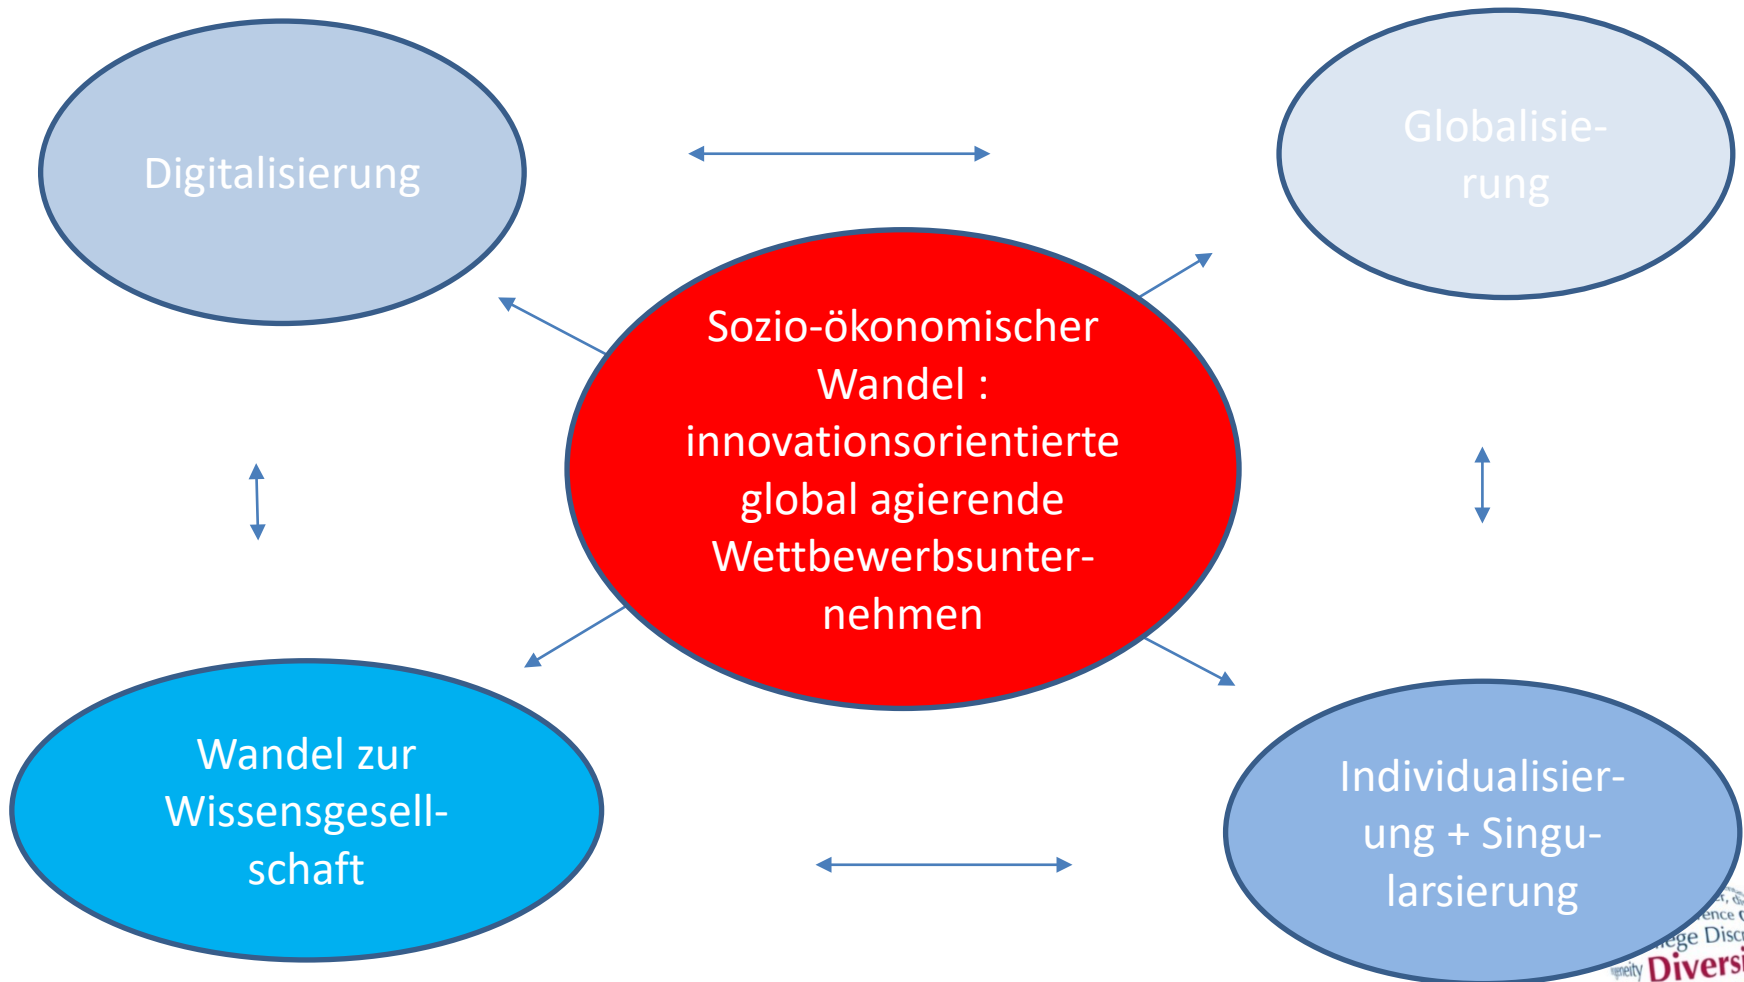 Digitalisierung
Globalisie-
rung
Sozio-ökonomischer
Wandel :
innovationsorientierte
global agierende
Wettbewerbsunter-
nehmen
Wandel zur
Wissensgesell-
schaft
Individualisier-
ung + Singu-
larsierung